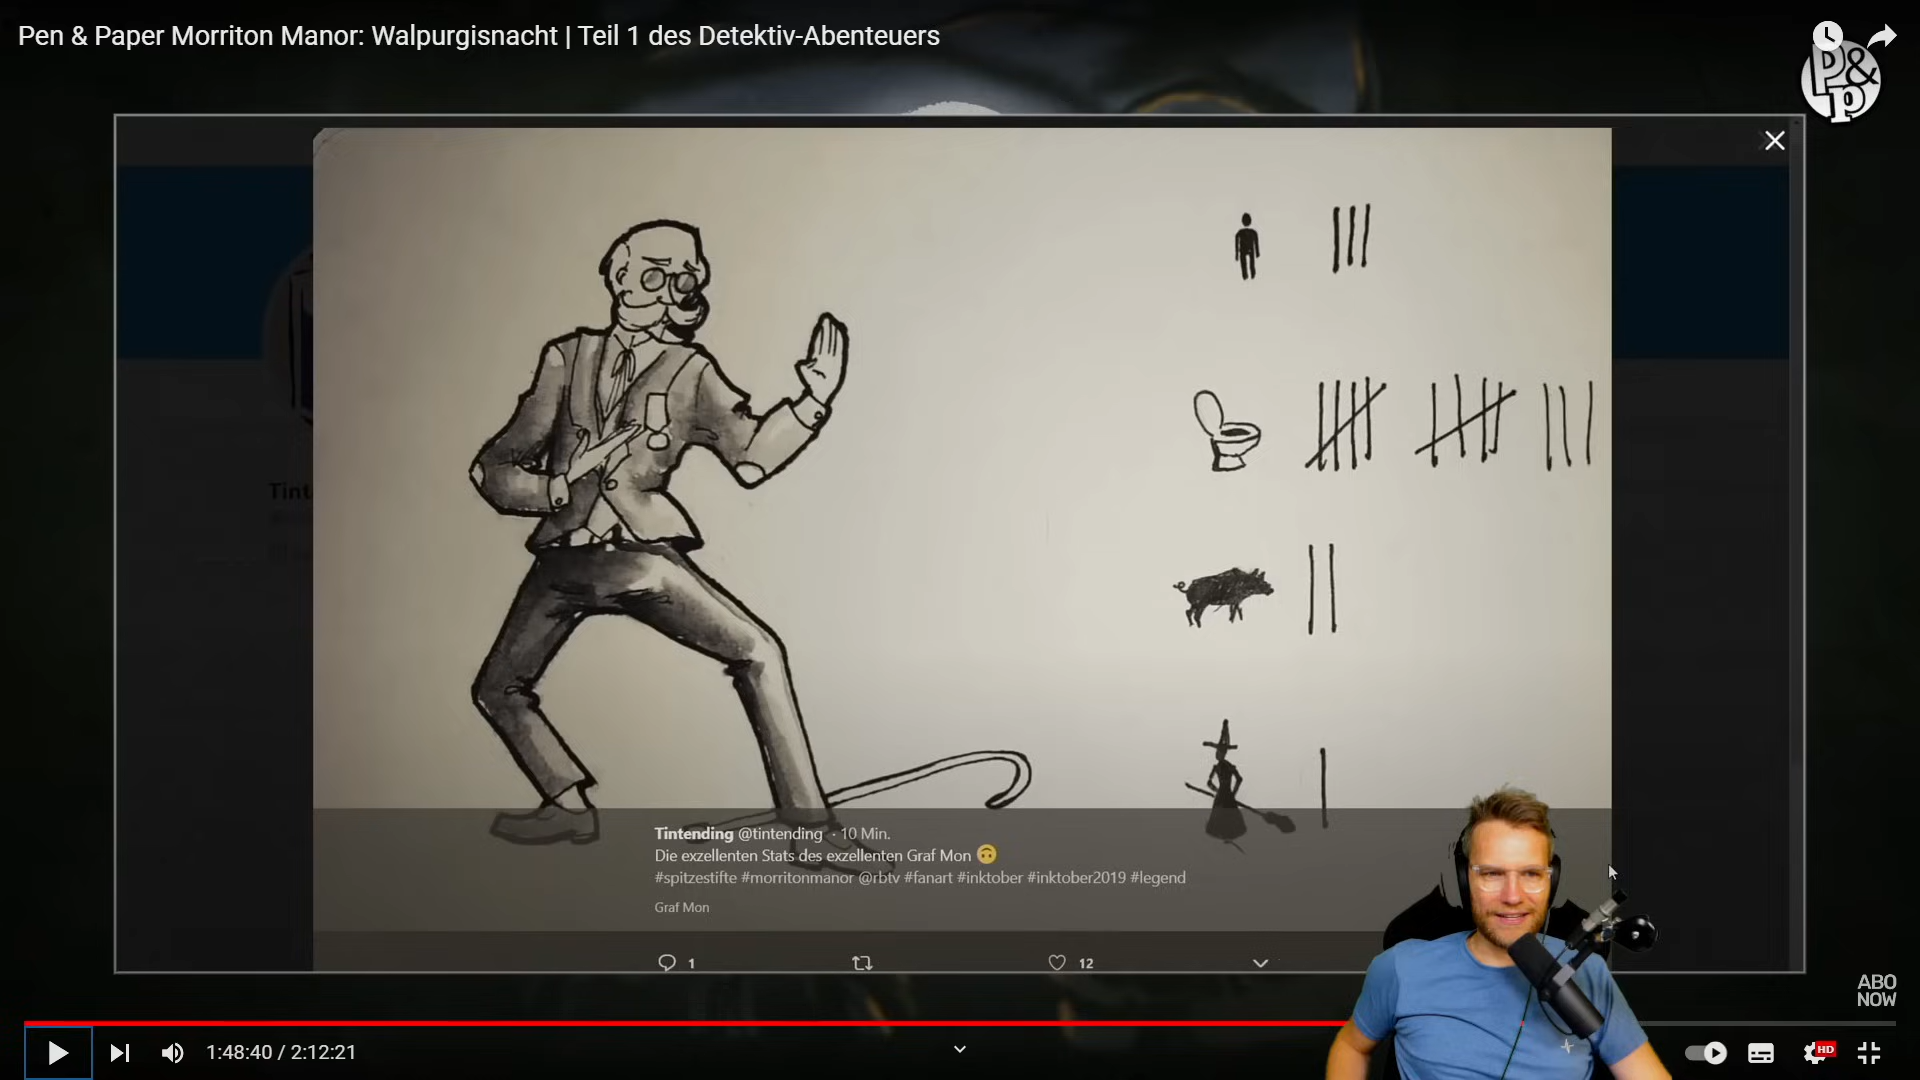 Pen & Paper Morriton Manor: Walpurgisnacht | Teil 1 des Detektiv-Abenteuers
P&P
Tint
Tintending @tintending · 10 Min.
Die exzellenten Stats des exzellenten Graf Mon 🙃
#spitzestifte #morritonmanor @rbtv #fanart #inktober #inktober2019 #legend
Graf Mon
1
12
ABO
NOW
1:48:40 / 2:12:21
HD